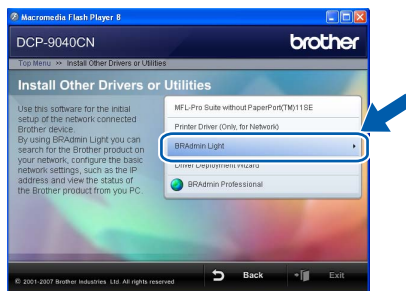 Macromedia Flash Player 8
DCP-9040CN
brother
Top Menu >> Install Other Drivers or Utilities
Install Other Drivers or Utilities
Use this software for the initial
setup of the network connected
Brother device.
By using BRAdmin Light you can
search for the Brother product on
your network, configure the basic
network settings, such as the IP
address and view the status of
the Brother product from you PC.
MFL-Pro Suite without PaperPort(TM)11SE
Printer Driver (Only, for Network)
BRAdmin Light
Driver Deployment Wizard
BRAdmin Professional
© 2001-2007 Brother Industries Ltd. All rights reserved
Back
Exit